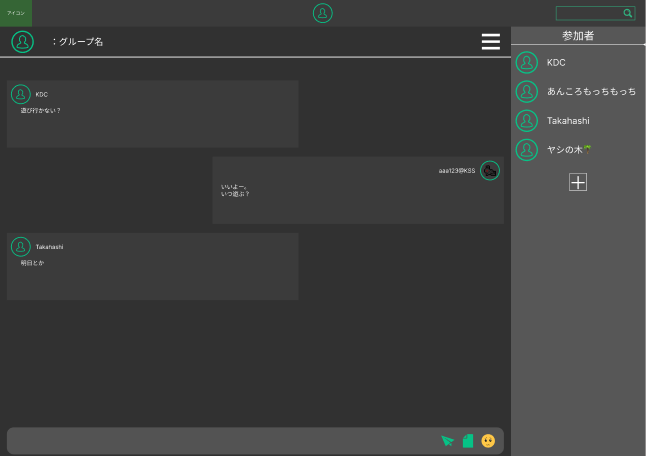 アイコン
：グループ名
参加者
KDC
あんころもっちもっち
Takahashi
ヤシの木🌴
KDC
遊び行かない？
aae123@KSS
いいよー。
いつ遊ぶ？
Takahashi
明日とか